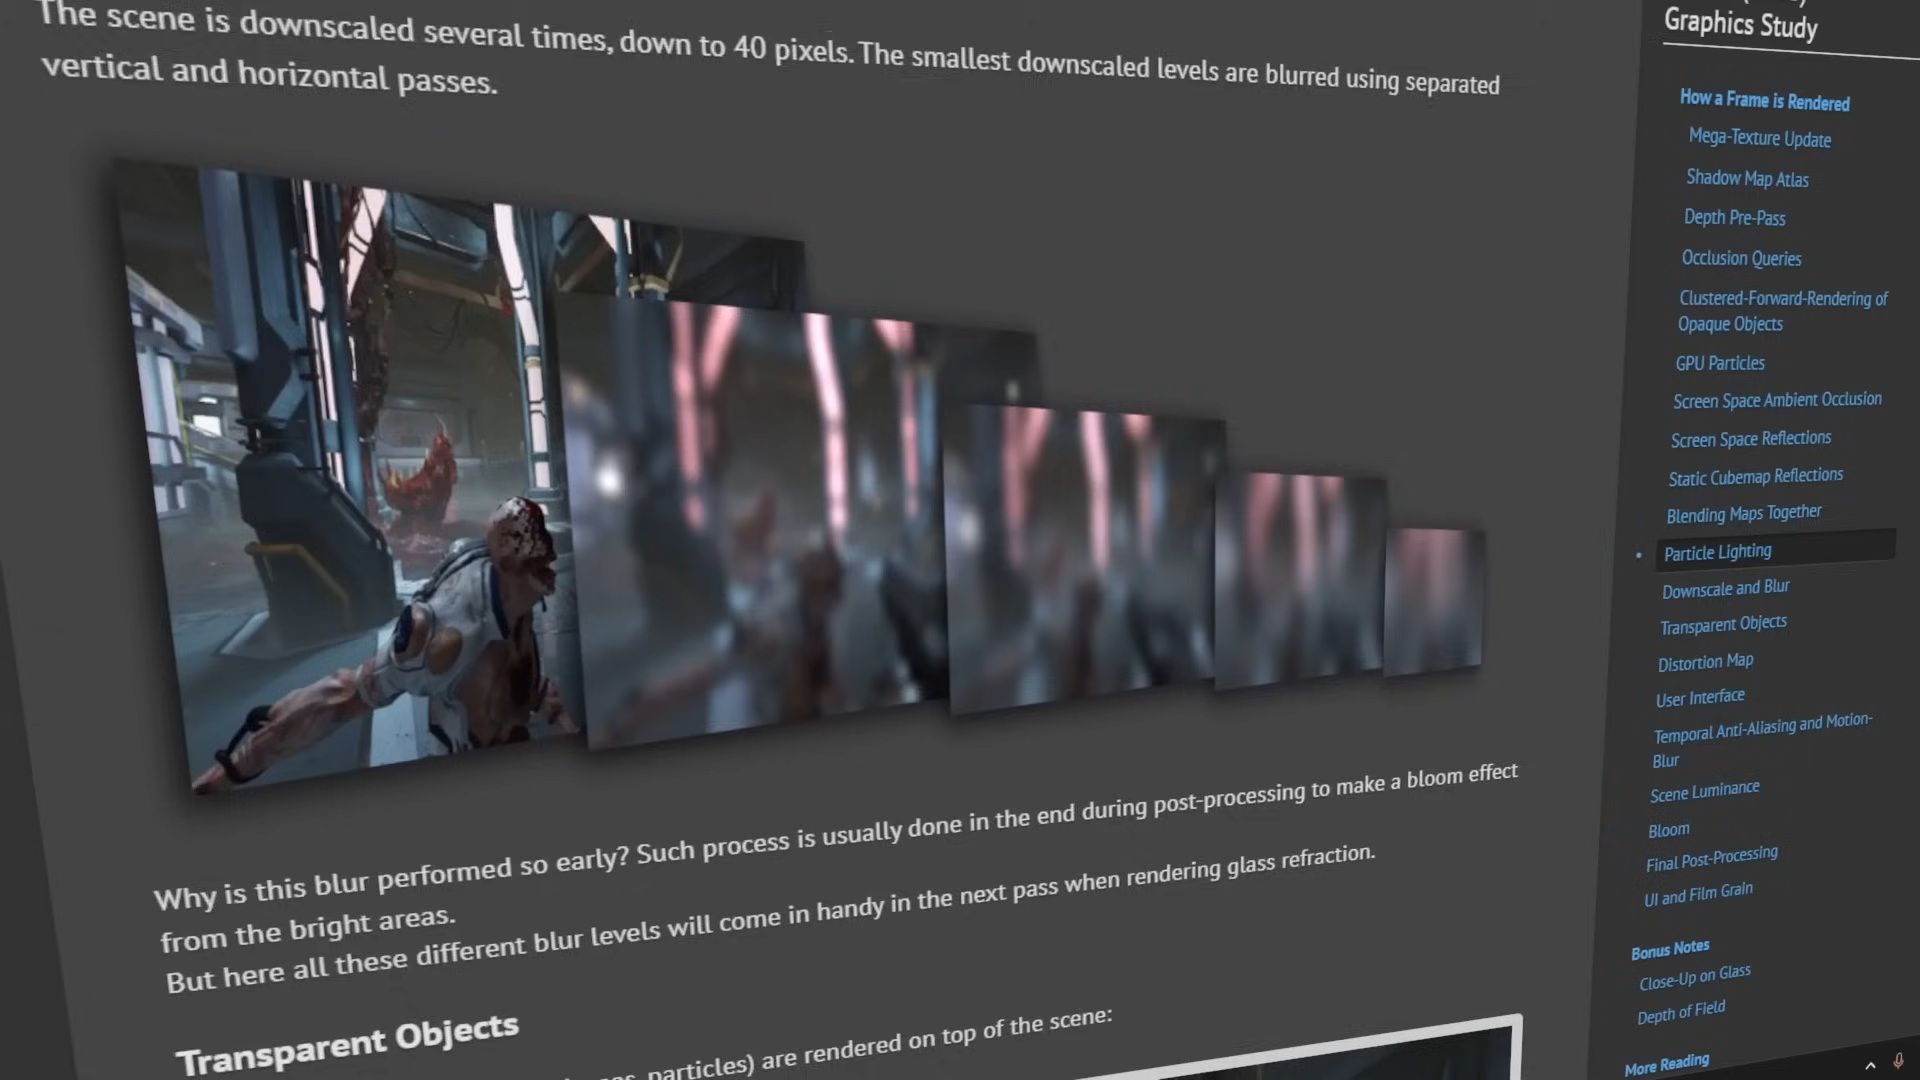 The scene is downscaled several times, down to 40 pixels. The smallest downscaled levels are blurred using separated
vertical and horizontal passes.
Why is this blur performed so early? Such process is usually done in the end during post-processing to make a bloom effect
from the bright areas.
But here all these different blur levels will come in handy in the next pass when rendering glass refraction.
Transparent Objects
particles) are rendered on top of the scene:
Graphics Study
How a Frame is Rendered
Mega-Texture Update
Shadow Map Atlas
Depth Pre-Pass
Occlusion Queries
Clustered-Forward-Rendering of
Opaque Objects
GPU Particles
Screen Space Ambient Occlusion
Screen Space Reflections
Static Cubemap Reflections
Blending Maps Together
Particle Lighting
Downscale and Blur
Transparent Objects
Distortion Map
User Interface
Temporal Anti-Aliasing and Motion-
Blur
Scene Luminance
Bloom
Final Post-Processing
UI and Film Grain
Bonus Notes
Close-Up on Glass
Depth of Field
More Reading